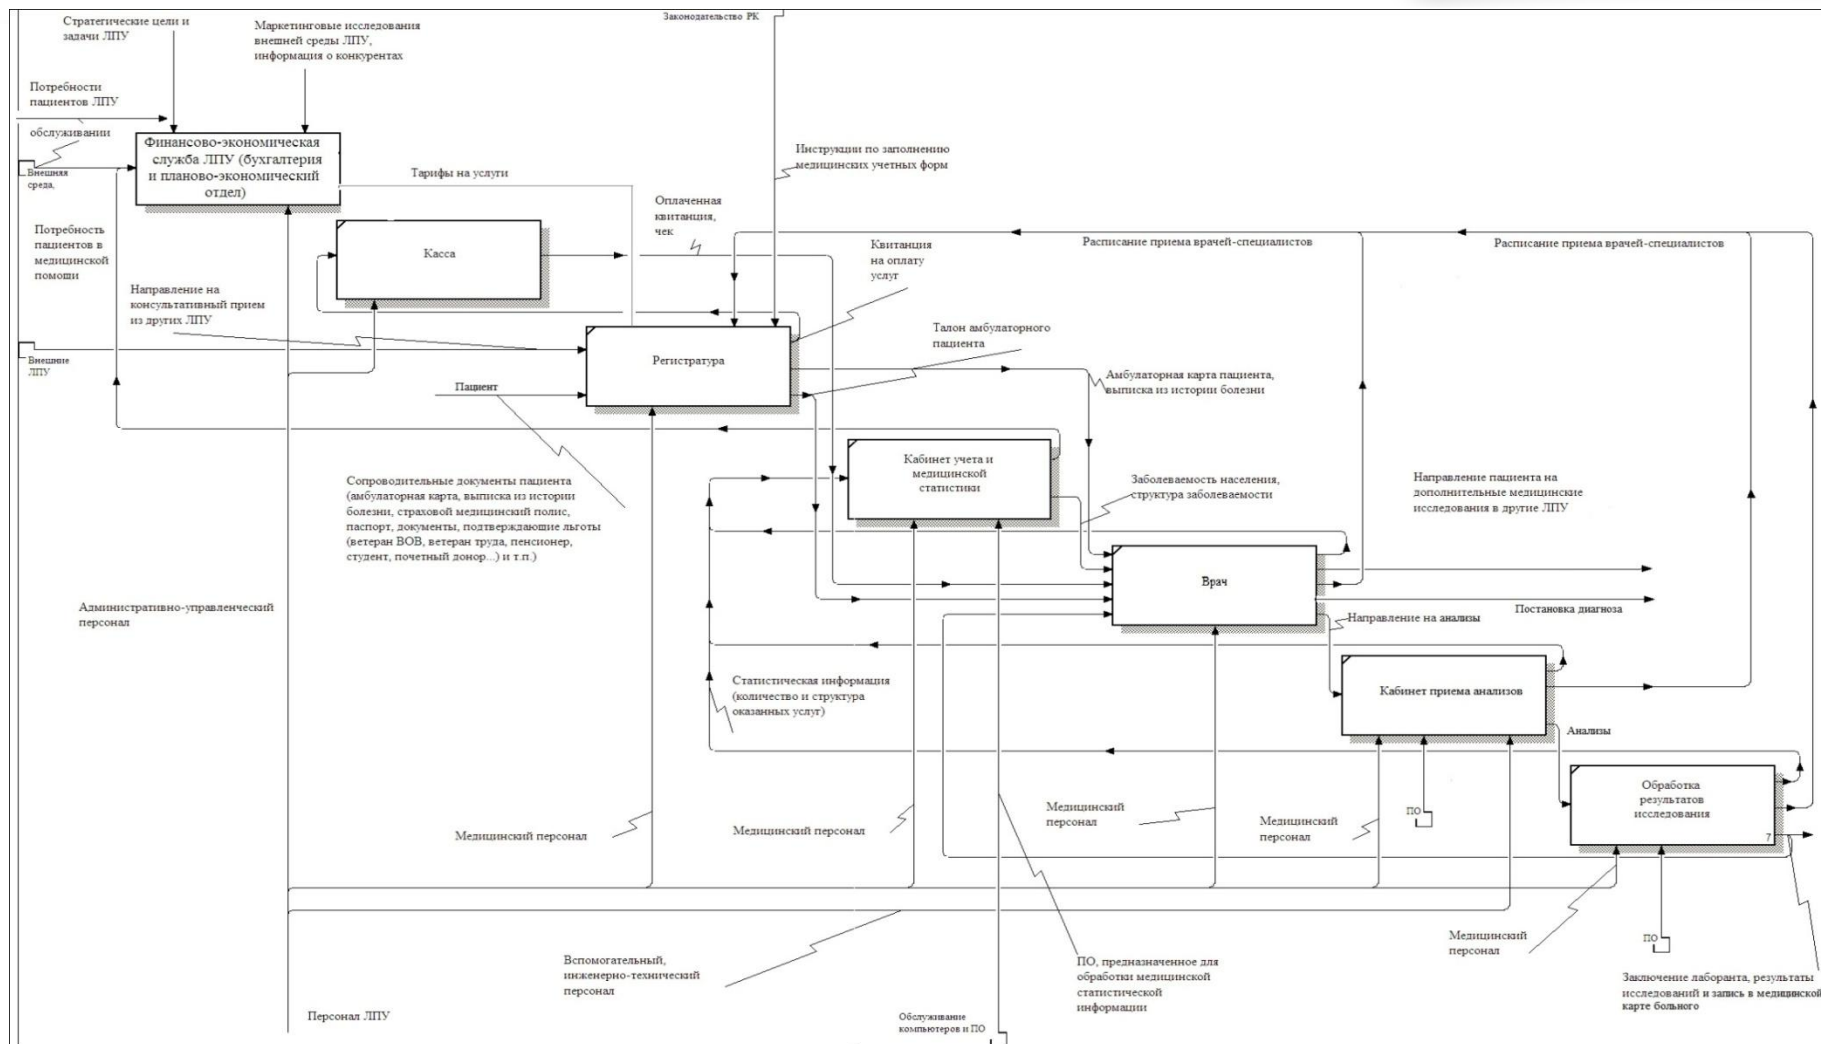 Стратегические цели и
задачи ЛПУ
Маркетинговые исследования
внешней среды ЛПУ,
информация о конкурентах
Законодательство РК
Потребности
пациентов ЛПУ
обслуживании
Внешняя
среда,
Финансово-экономическая
служба ЛПУ (бухгалтерия
и планово-экономический
отдел)
Тарифы на услуги
Инструкции по заполнению
медицинских учетных форм
Оплаченная
квитанция,
чек
Потребность
пациентов в
медицинской
помощи
Касса
Квитанция
на оплату
услуг
Расписание приема врачей-специалистов
Расписание приема врачей-специалистов
Направление на
консультативный прием
из других ЛПУ
Внешние
ЛПУ
Регистратура
Талон амбулаторного
пациента
Пациент
Амбулаторная карта пациента,
выписка из истории болезни
Сопроводительные документы пациента
(амбулаторная карта, выписка из истории
болезни, страховой медицинский полис,
паспорт, документы, подтверждающие льготы
(ветеран ВОВ, ветеран труда, пенсионер,
студент, почетный донор...) и т.п.)
Кабинет учета и
медицинской
статистики
Заболеваемость населения,
структура заболеваемости
Направление пациента на
дополнительные медицинские
исследования в другие ЛПУ
Врач
Постановка диагноза
Направление на анализы
Административно-управленческий
персонал
Статистическая информация
(количество и структура
оказанных услуг)
Кабинет приема анализов
Анализы
Обработка
результатов
исследования
7
Медицинский персонал
Медицинский персонал
Медицинский
персонал
Медицинский
персонал
ПО
Медицинский
персонал
ПО
Вспомогательный,
инженерно-технический
персонал
ПО, предназначенное для
обработки медицинской
статистической
информации
Заключение лаборанта, результаты
исследований и запись в медицинской
карте больного
Персонал ЛПУ
Обслуживание
компьютеров и ПО